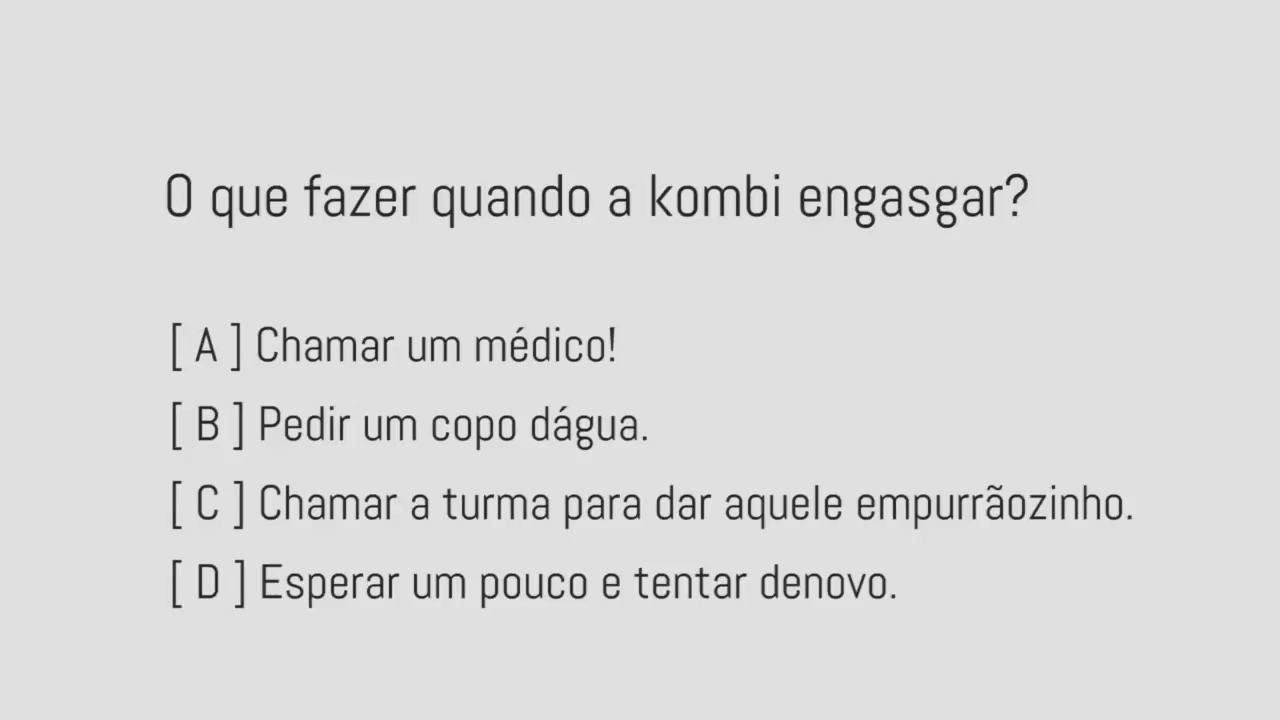 O que fazer quando a kombi engasgar?
[ A ] Chamar um médico!
[ B ] Pedir um copo dágua.
[ C ] Chamar a turma para dar aquele empurrãozinho.
[ D ] Esperar um pouco e tentar denovo.